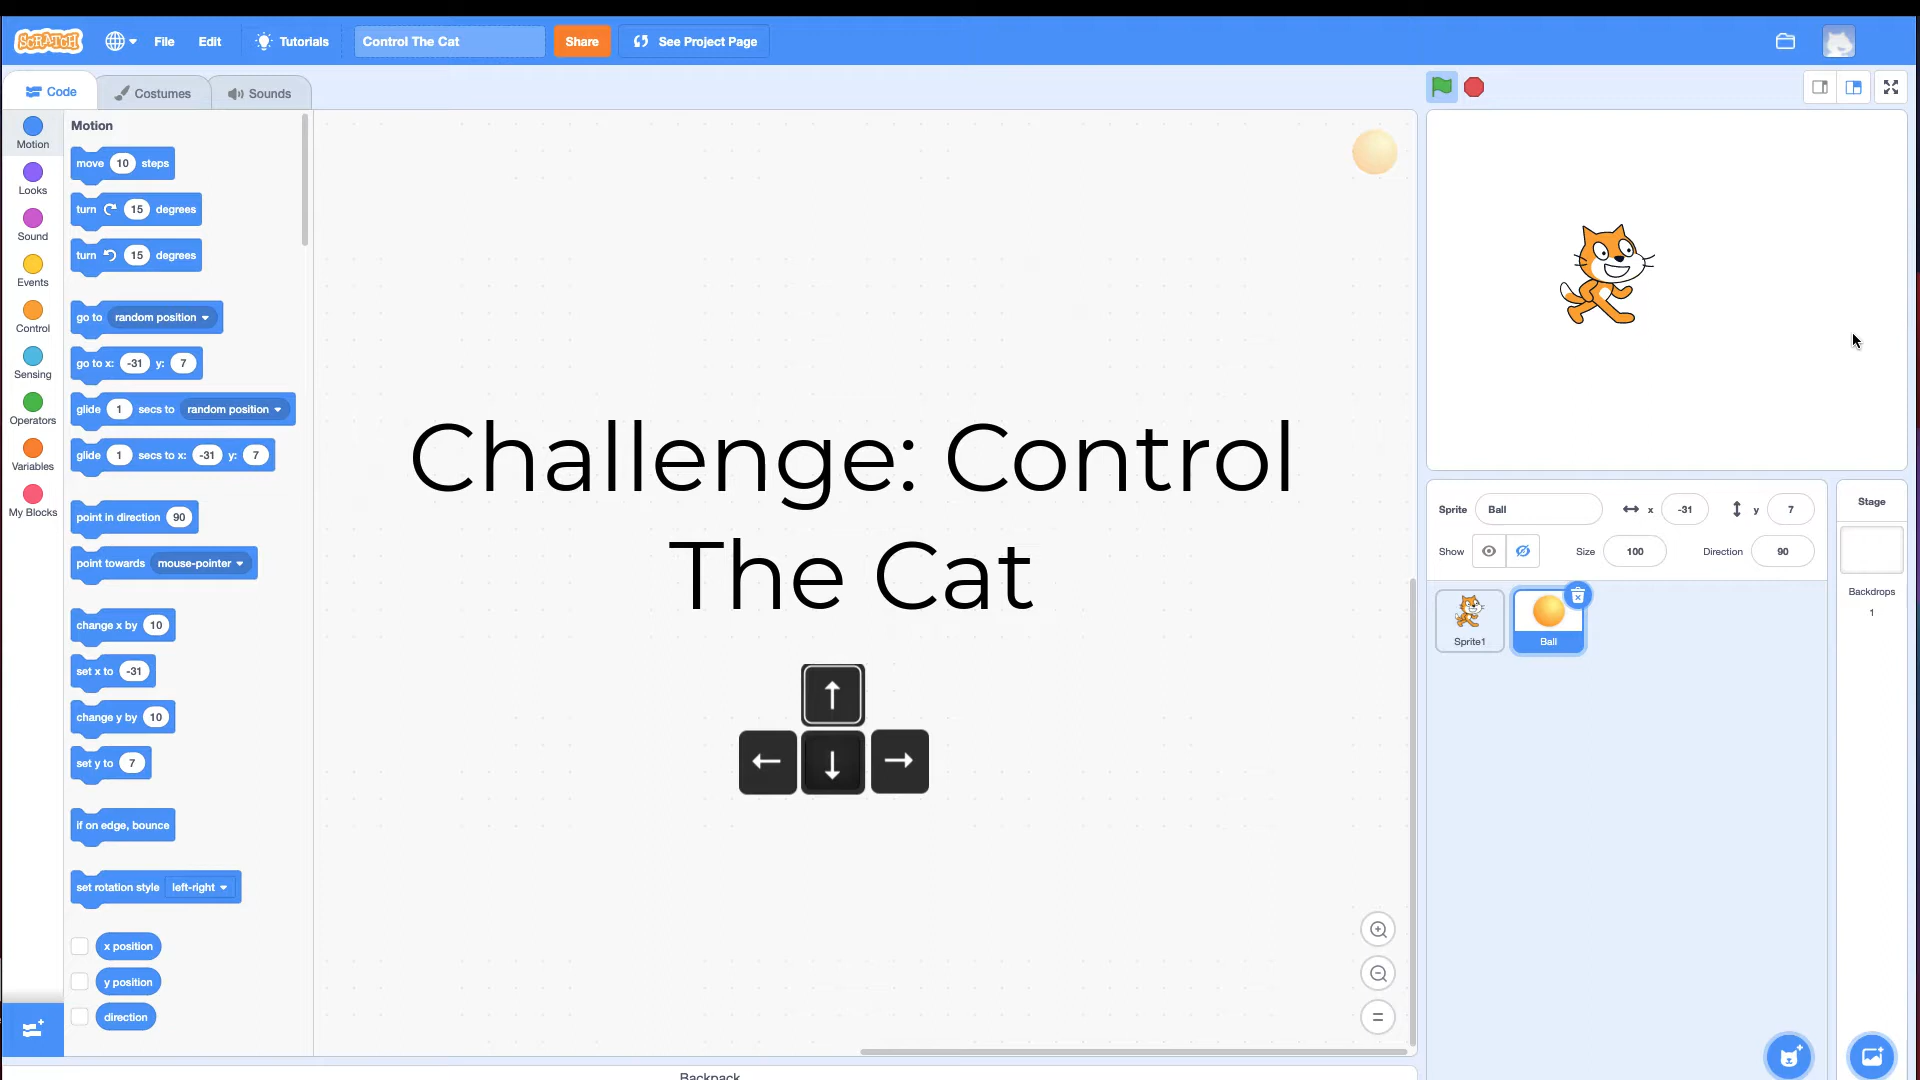 SCRATCH
File
Edit
Tutorials
Control The Cat
Share
See Project Page
Code
Costumes
Sounds
Motion
Looks
Sound
Events
Control
Sensing
Operators
Variables
My Blocks
Motion
move 10 steps
turn 15 degrees
turn 15 degrees
go to random position
go to x: -31 y: 7
glide 1 secs to random position
glide 1 secs to x: -31 y: 7
point in direction 90
point towards mouse-pointer
change x by 10
set x to -31
change y by 10
set y to 7
if on edge, bounce
set rotation style left-right
x position
y position
direction
Challenge: Control
The Cat
↑
← ↓ →
Backpack
Sprite Ball x -31 y 7
Show Size 100 Direction 90
Sprite1
Ball
Stage
Backdrops
1